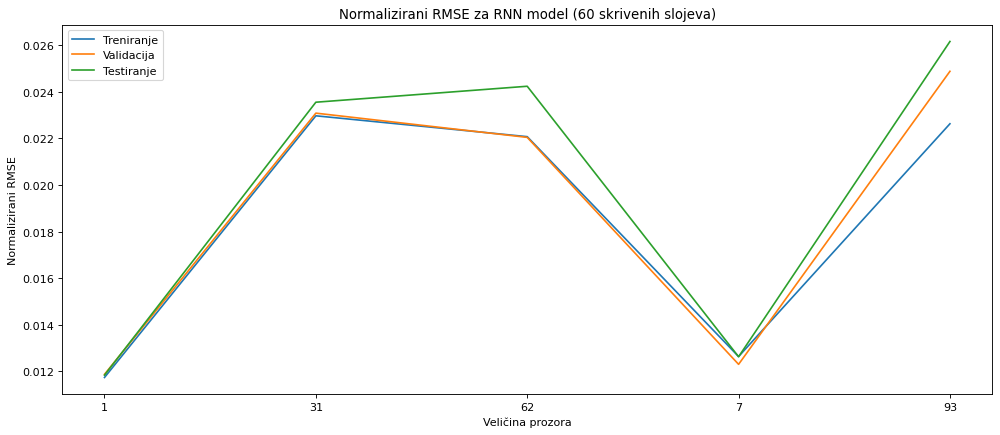 Normalizirani RMSE za RNN model (60 skrivenih slojeva)
Treniranje
Validacija
Testiranje
Normalizirani RMSE
0.026
0.024
0.022
0.020
0.018
0.016
0.014
0.012
1 31 62 7 93
Veličina prozora